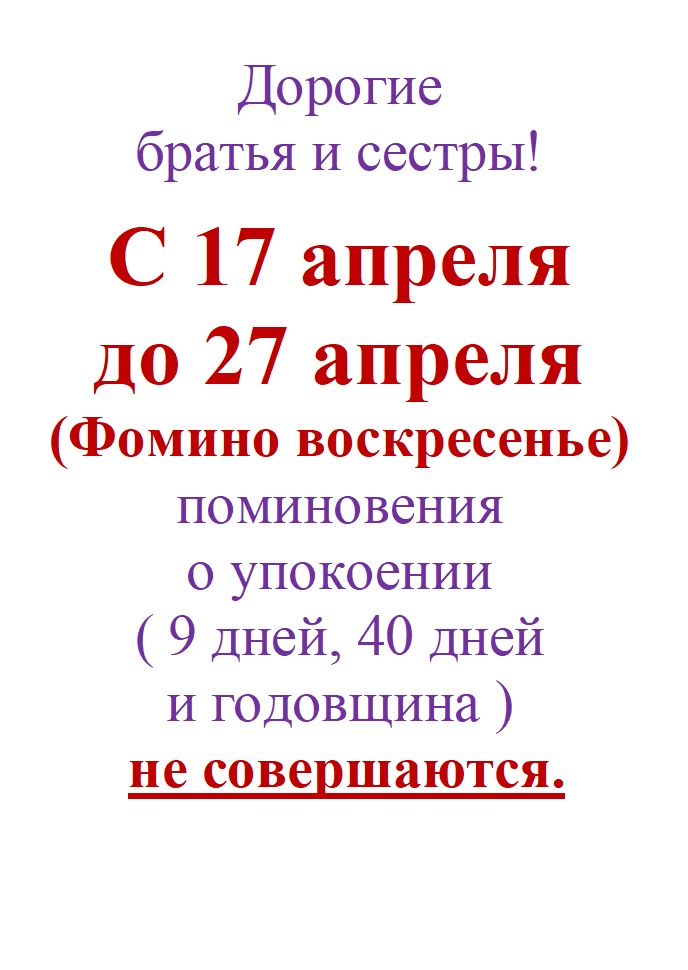 Дорогие
братья и сестры!
С 17 апреля
до 27 апреля
(Фомино воскресенье)
поминовения
о упокоении
( 9 дней, 40 дней
и годовщина )
не совершаются.